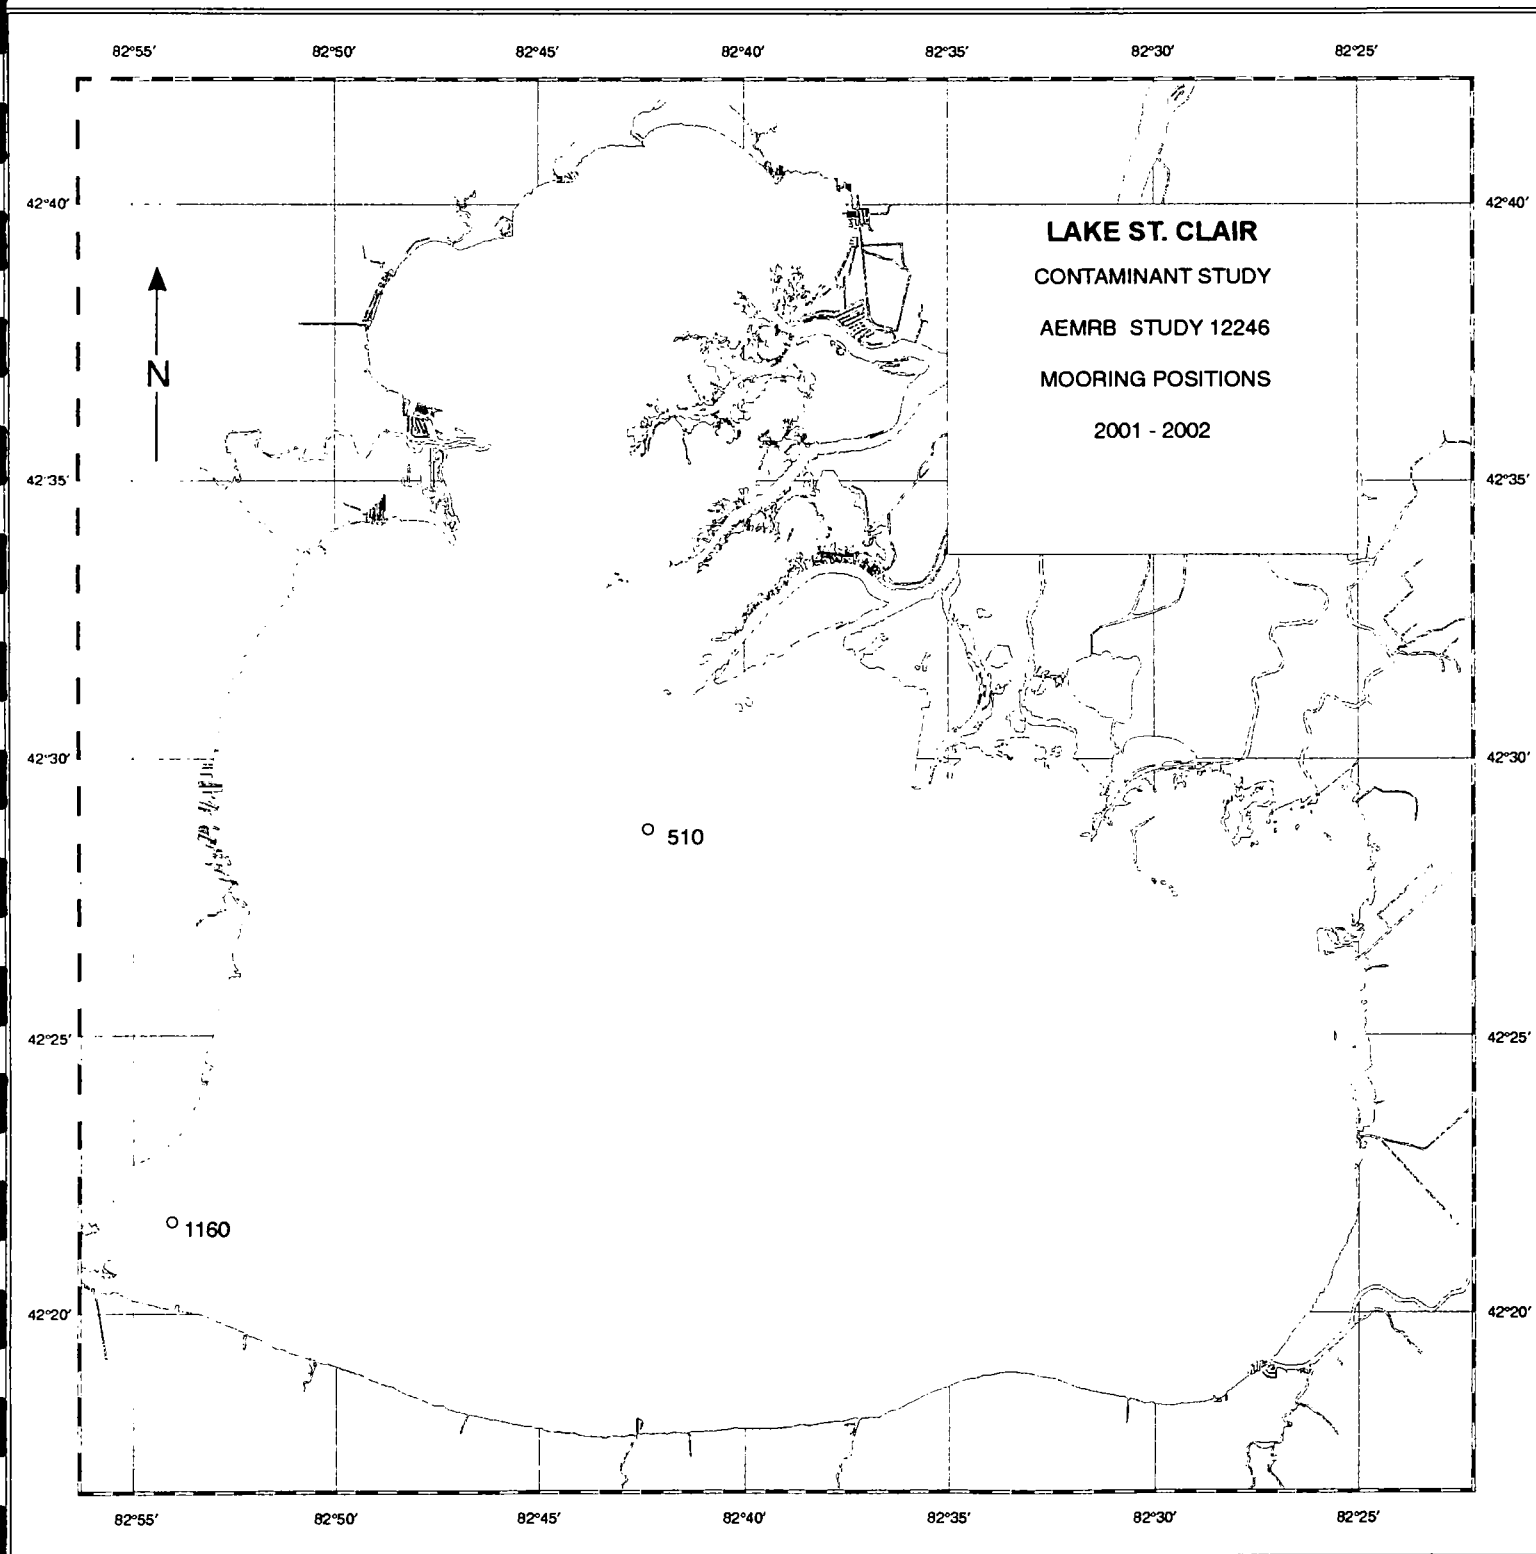 82°55′ 82°50′ 82°45′ 82°40′ 82°35′ 82°30′ 82°25′
42°40′ 42°40′
LAKE ST. CLAIR
CONTAMINANT STUDY
AEMRB STUDY 12246
MOORING POSITIONS
2001 - 2002
N
42°35′ 42°35′
42°30′ 42°30′
510
42°25′ 42°25′
1160
42°20′ 42°20′
82°55′ 82°50′ 82°45′ 82°40′ 82°35′ 82°30′ 82°25′